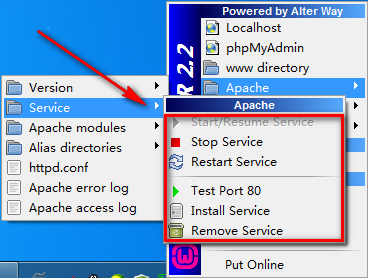 Powered by Alter Way
Localhost
phpMyAdmin
www directory
Apache
R 2.2
Version
Service
Apache modules
Alias directories
httpd.conf
Apache error log
Apache access log
Apache
Start/Resume Service
Stop Service
Restart Service
Test Port 80
Install Service
Remove Service
Put Online